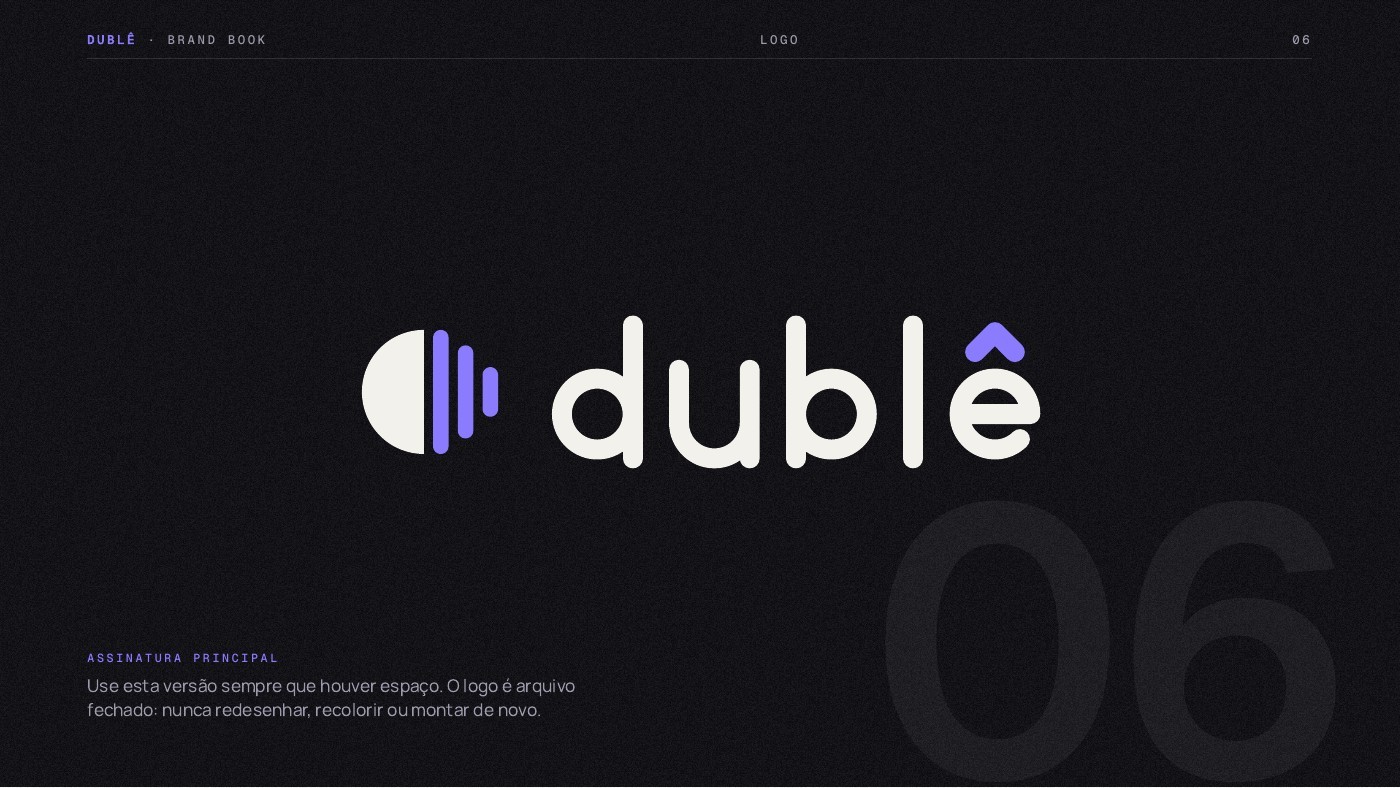 DUBLÊ · BRAND BOOK
LOGO
06
dublê
06
ASSINATURA PRINCIPAL
Use esta versão sempre que houver espaço. O logo é arquivo
fechado: nunca redesenhar, recolorir ou montar de novo.